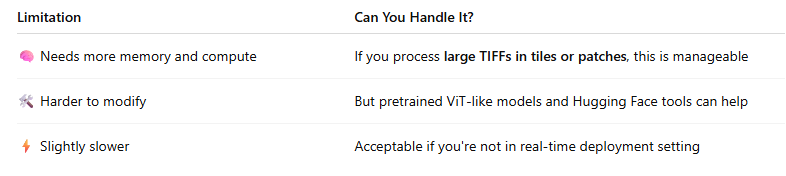 Limitation Can You Handle It?
🧠 Needs more memory and compute If you process large TIFFs in tiles or patches, this is manageable
🛠️ Harder to modify But pretrained ViT-like models and Hugging Face tools can help
⚡ Slightly slower Acceptable if you're not in real-time deployment setting